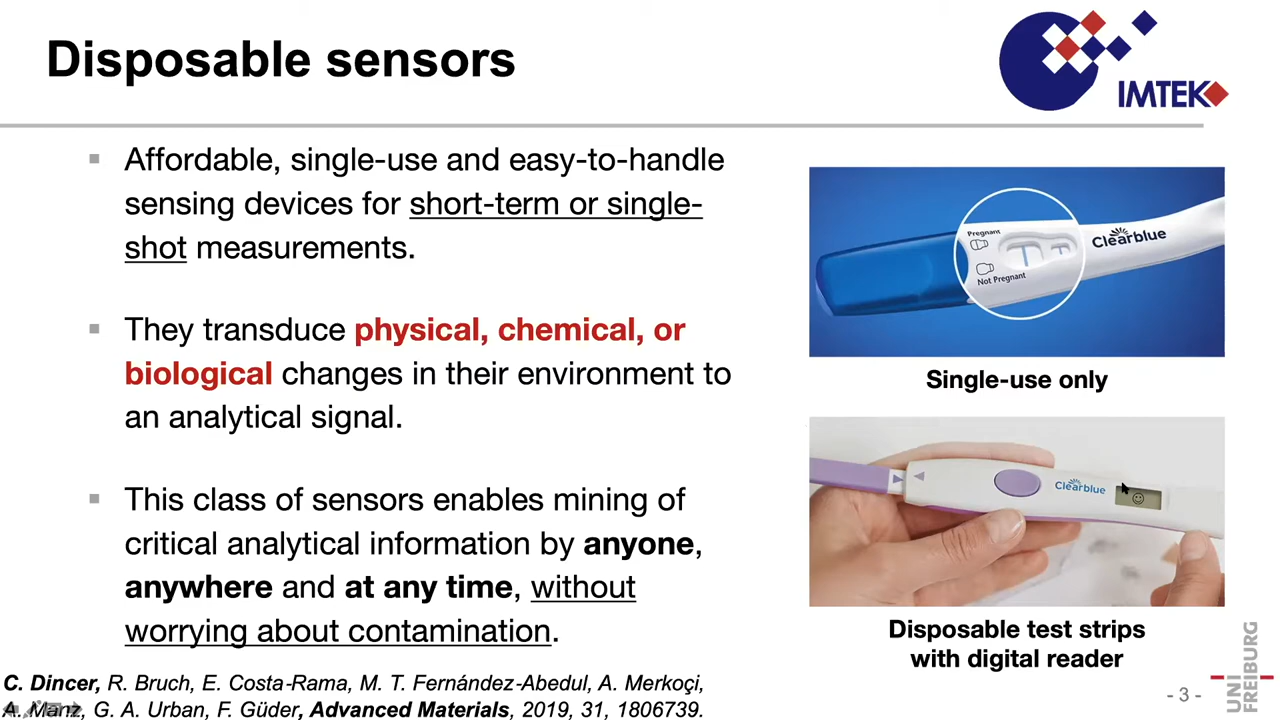 Disposable sensors
IMTEK
Affordable, single-use and easy-to-handle
sensing devices for short-term or single-
shot measurements.
They transduce physical, chemical, or
biological changes in their environment to
an analytical signal.
This class of sensors enables mining of
critical analytical information by anyone,
anywhere and at any time, without
worrying about contamination.
Pregnant
Not Pregnant
Clearblue
Single-use only
Clearblue
Disposable test strips
with digital reader
C. Dincer, R. Bruch, E. Costa-Rama, M. T. Fernández-Abedul, A. Merkoçi,
A. Manz, G. A. Urban, F. Güder, Advanced Materials, 2019, 31, 1806739.
- 3 -
UNI
FREIBURG